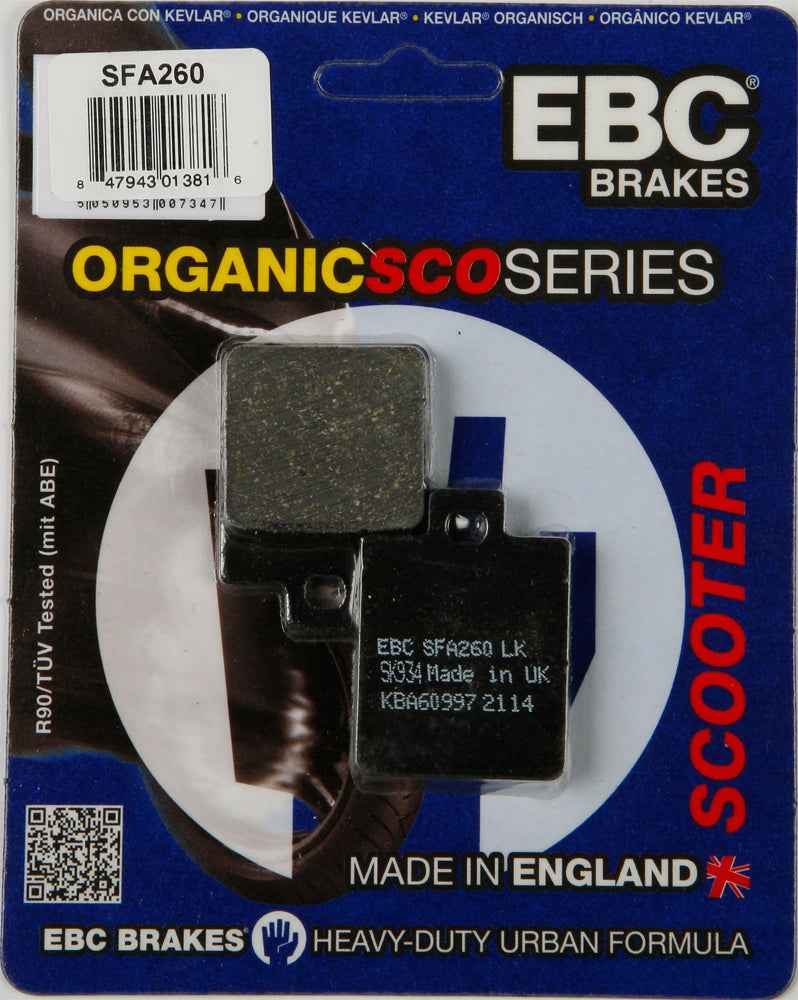 ORGANICA CON KEVLAR® • ORGANIQUE KEVLAR® • KEVLAR® ORGANISCH • ORGÂNICO KEVLAR®
SFA260
8 47943 01381 6
5 050953 007347
EBC®
BRAKES
ORGANICSCOSERIES
R90/TÜV Tested (mit ABE)
SCOOTER
EBC SFA260 LK
SK934 Made in UK
KBA60997 2114
MADE IN ENGLAND
EBC BRAKES® HEAVY-DUTY URBAN FORMULA